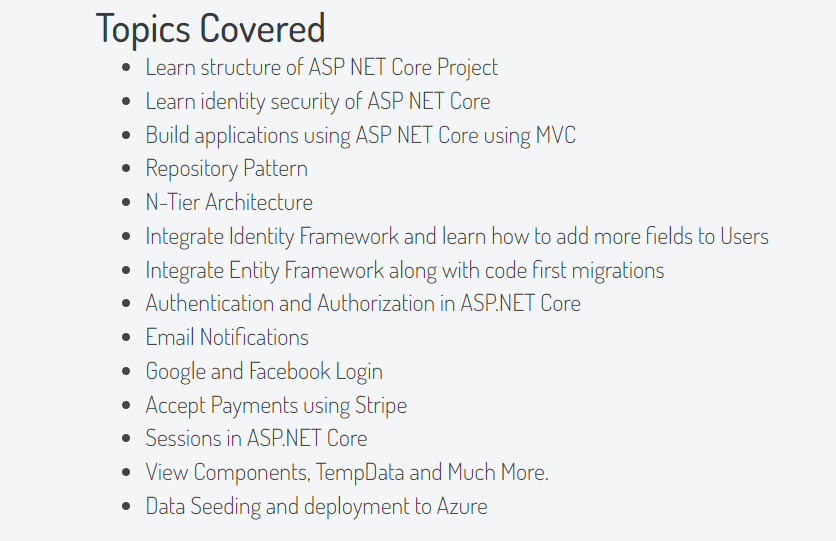 Topics Covered
Learn structure of ASP NET Core Project
Learn identity security of ASP NET Core
Build applications using ASP NET Core using MVC
Repository Pattern
N-Tier Architecture
Integrate Identity Framework and learn how to add more fields to Users
Integrate Entity Framework along with code first migrations
Authentication and Authorization in ASP.NET Core
Email Notifications
Google and Facebook Login
Accept Payments using Stripe
Sessions in ASP.NET Core
View Components, TempData and Much More.
Data Seeding and deployment to Azure